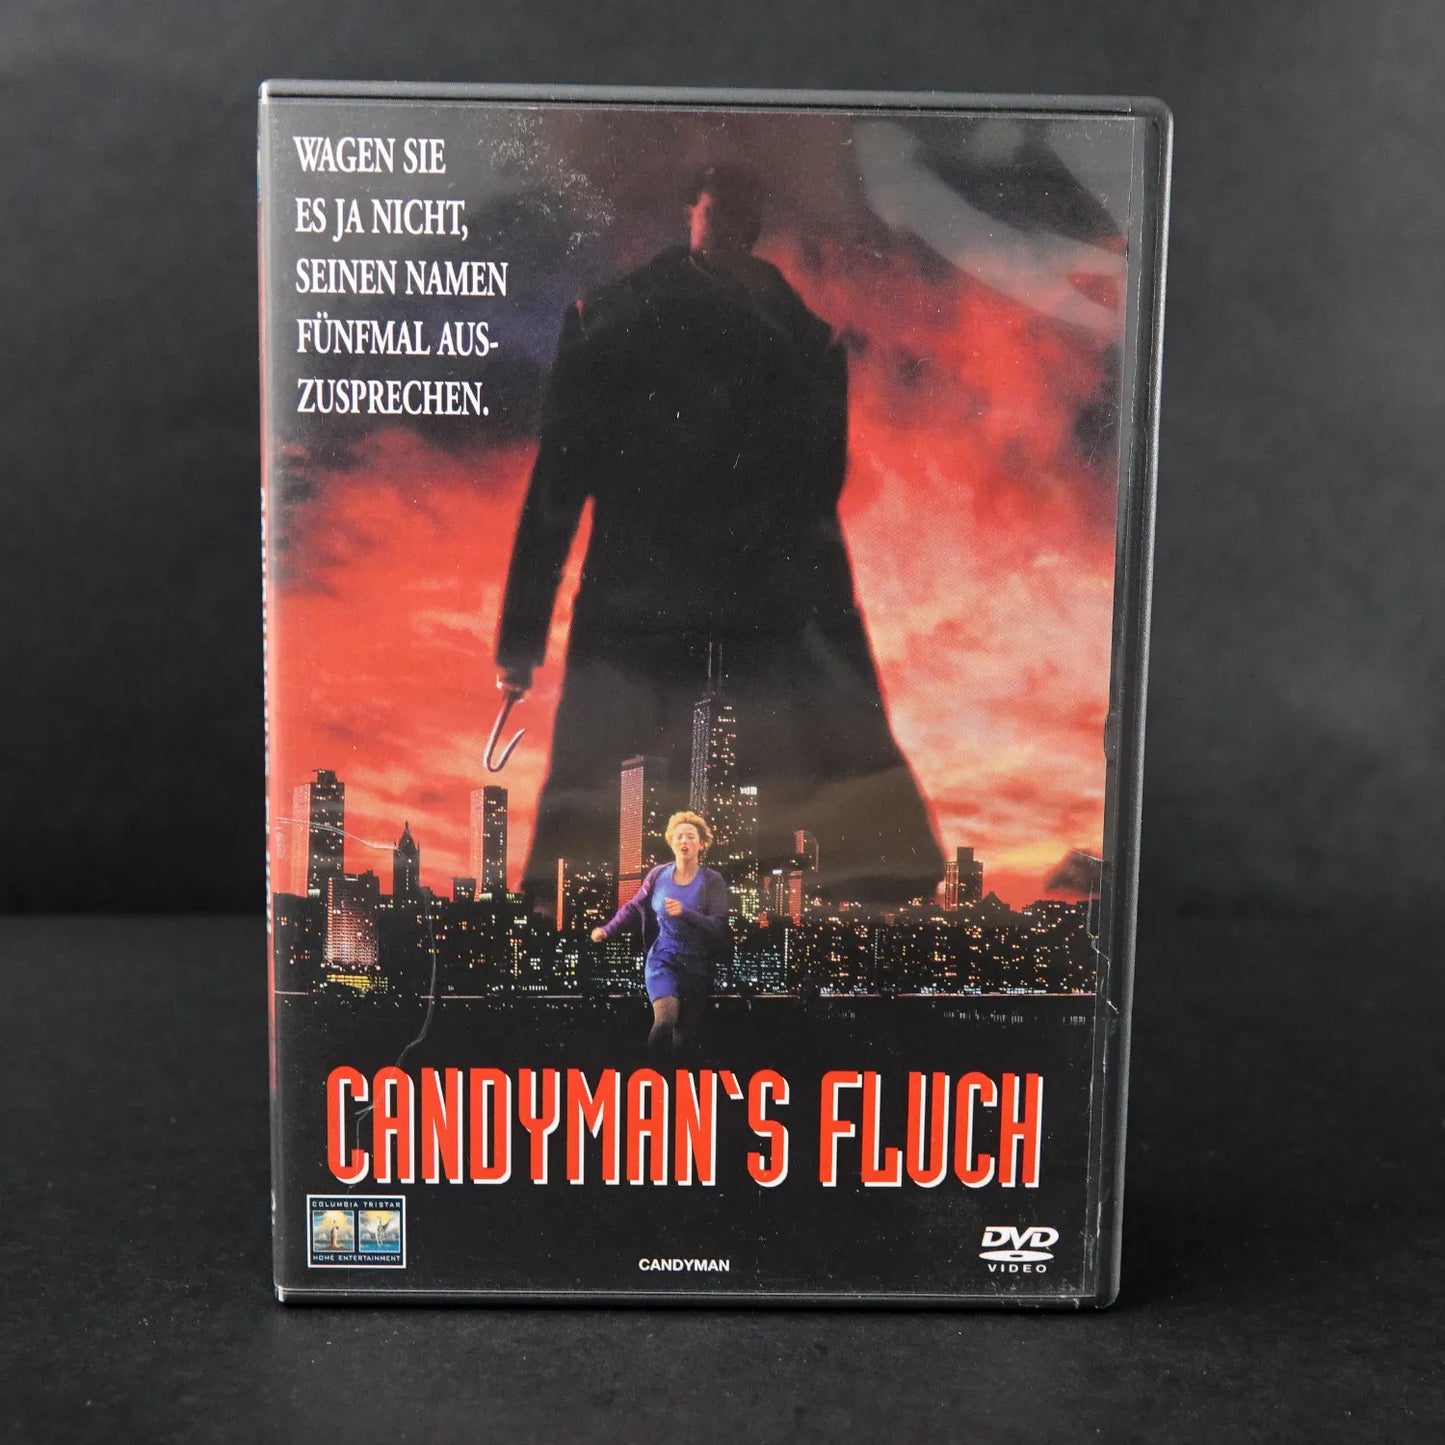 WAGEN SIE
ES JA NICHT,
SEINEN NAMEN
FÜNFMAL AUS-
ZUSPRECHEN.
CANDYMAN`S FLUCH
COLUMBIA TRISTAR
HOME ENTERTAINMENT
CANDYMAN
DVD
VIDEO